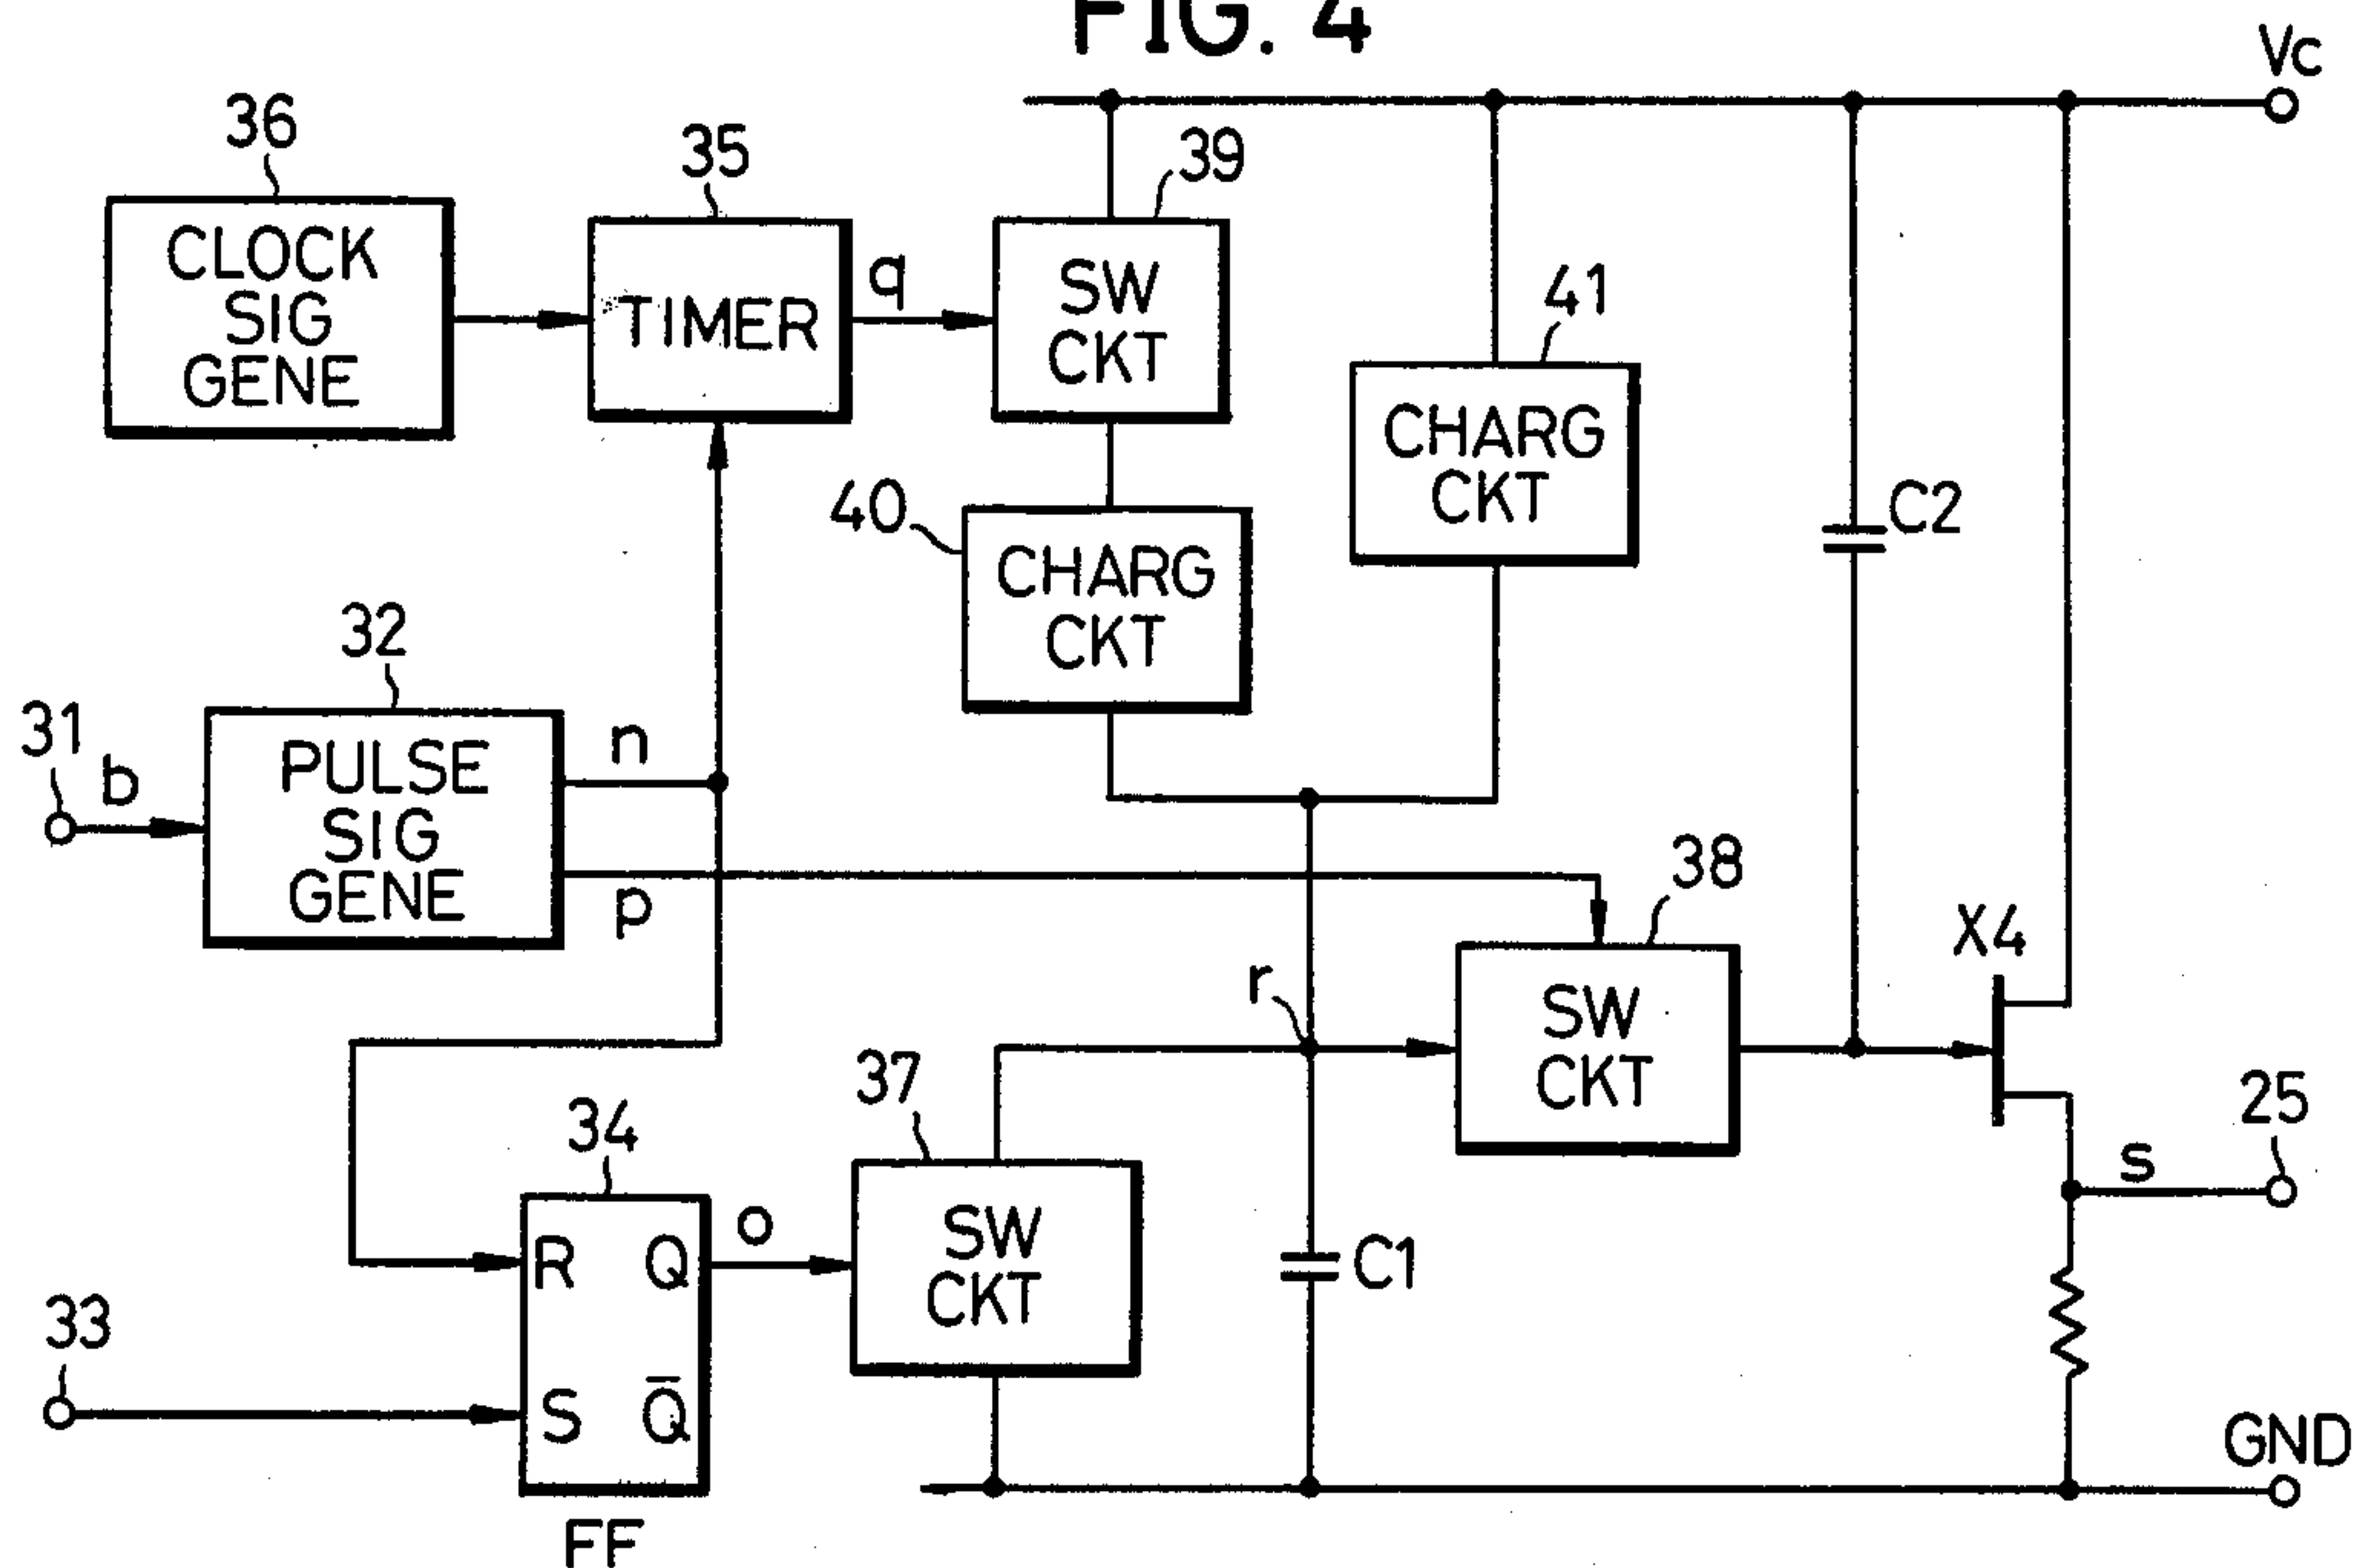 FIG. 4
Vc
36
CLOCK
SIG
GENE
35
TIMER
q
39
SW
CKT
41
CHARG
CKT
40
CHARG
CKT
C2
32
31
b
PULSE
SIG
GENE
n
p
38
SW
CKT
r
X4
37
SW
CKT
34
R Q
S Q̅
o
FF
33
C1
s
25
GND